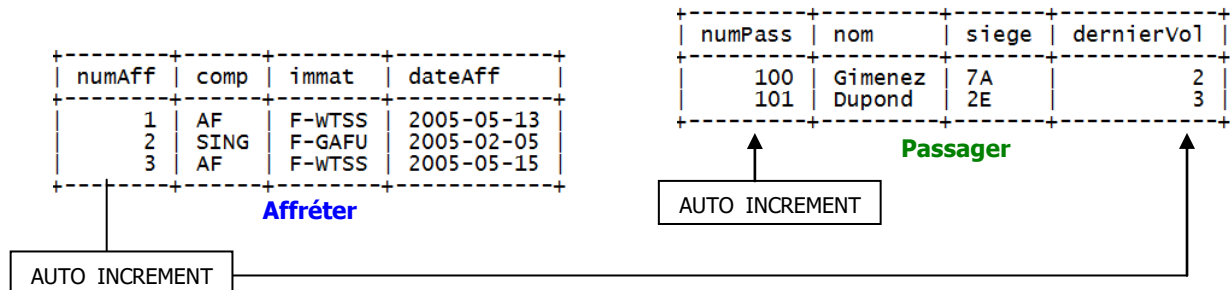 +--------+------+--------+------------+
| numAff | comp | immat | dateAff |
+--------+------+--------+------------+
| 1 | AF | F-WTSS | 2005-05-13 |
| 2 | SING | F-GAFU | 2005-02-05 |
| 3 | AF | F-WTSS | 2005-05-15 |
+--------+------+--------+------------+
Affréter
AUTO INCREMENT
+---------+---------+-------+------------+
| numPass | nom | siege | dernierVol |
+---------+---------+-------+------------+
| 100 | Gimenez | 7A | 2 |
| 101 | Dupond | 2E | 3 |
+---------+---------+-------+------------+
Passager
AUTO INCREMENT